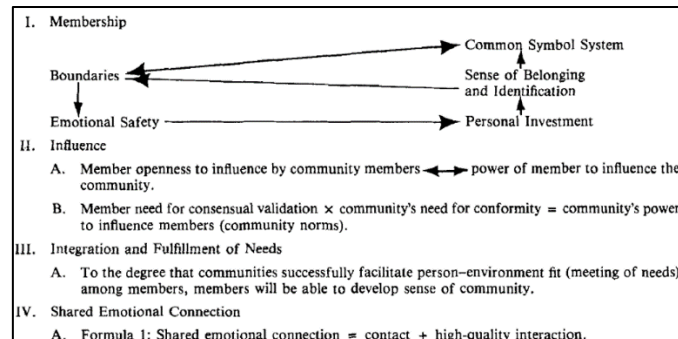 I. Membership
Common Symbol System
Boundaries
Sense of Belonging
and Identification
Emotional Safety
Personal Investment
II. Influence
A. Member openness to influence by community members ↔ power of member to influence the
community.
B. Member need for consensual validation × community's need for conformity = community's power
to influence members (community norms).
III. Integration and Fulfillment of Needs
A. To the degree that communities successfully facilitate person–environment fit (meeting of needs)
among members, members will be able to develop sense of community.
IV. Shared Emotional Connection
A. Formula 1: Shared emotional connection = contact + high-quality interaction.